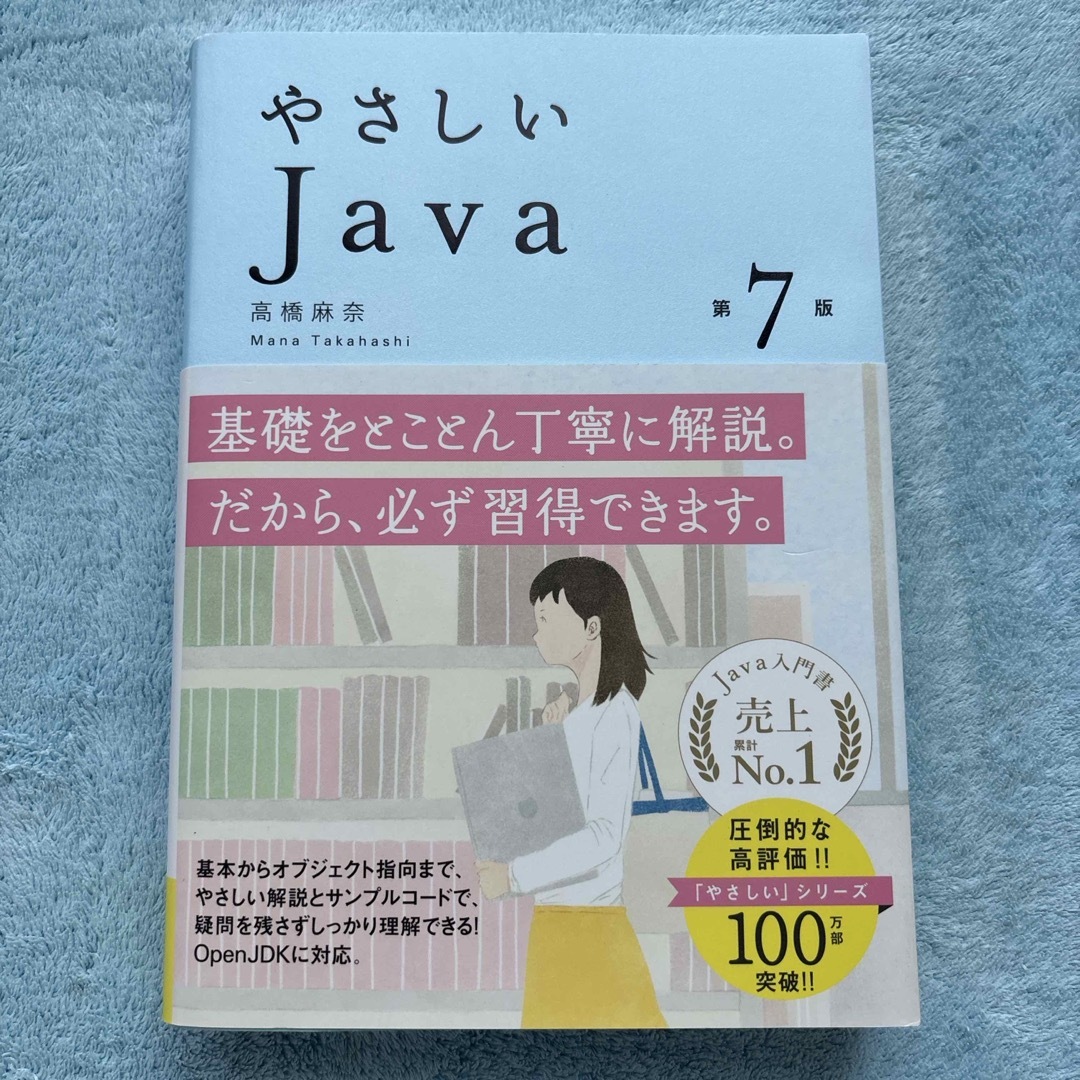 やさしい
Java
高橋麻奈
Mana Takahashi
第7版
基礎をとことん丁寧に解説。
だから、必ず習得できます。
Java入門書
売上
累計
No.1
圧倒的な
高評価!!
「やさしい」シリーズ
100万部
突破!!
基本からオブジェクト指向まで、
やさしい解説とサンプルコードで、
疑問を残さずしっかり理解できる!
OpenJDKに対応。